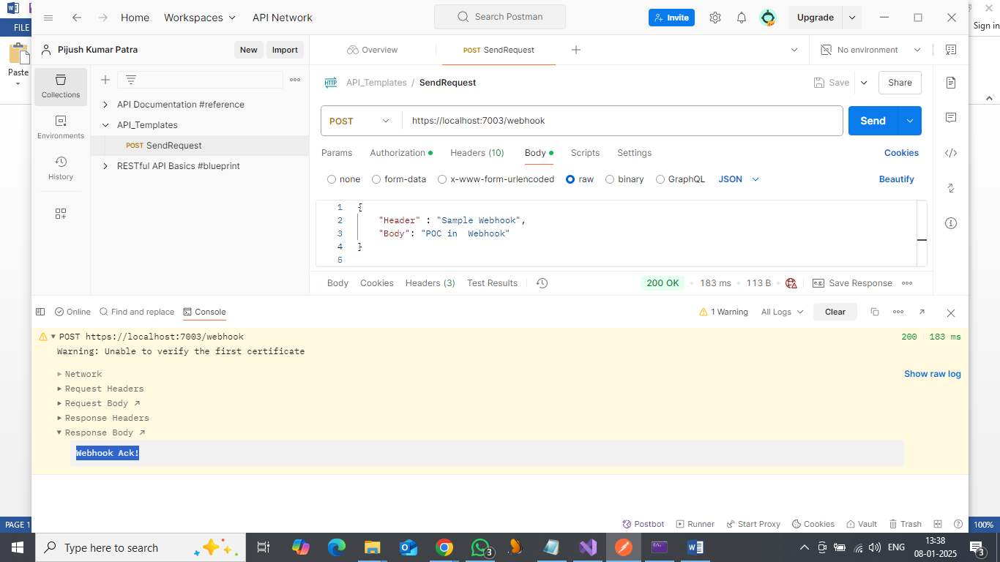 FILE
Home
Workspaces
API Network
Search Postman
Invite
Upgrade
Sign in
Paste
Pijush Kumar Patra
New
Import
Overview
POST SendRequest
No environment
Collections
Environments
History
API Documentation #reference
API_Templates
POST SendRequest
RESTful API Basics #blueprint
HTTP API_Templates / SendRequest
Save
Share
POST
https://localhost:7003/webhook
Send
Params
Authorization
Headers (10)
Body
Scripts
Settings
Cookies
none
form-data
x-www-form-urlencoded
raw
binary
GraphQL
JSON
Beautify
1 {
2 "Header" : "Sample Webhook",
3 "Body": "POC in  Webhook"
4 }
5
Body
Cookies
Headers (3)
Test Results
200 OK
183 ms
113 B
e.g.
Save Response
Online
Find and replace
Console
1 Warning
All Logs
Clear
POST https://localhost:7003/webhook
200
183 ms
Warning: Unable to verify the first certificate
Network
Show raw log
Request Headers
Request Body
Response Headers
Response Body
Webhook Ack!
PAGE 1
Postbot
Runner
Start Proxy
Cookies
Vault
Trash
100%
Type here to search
3
ENG
13:38
08-01-2025
3